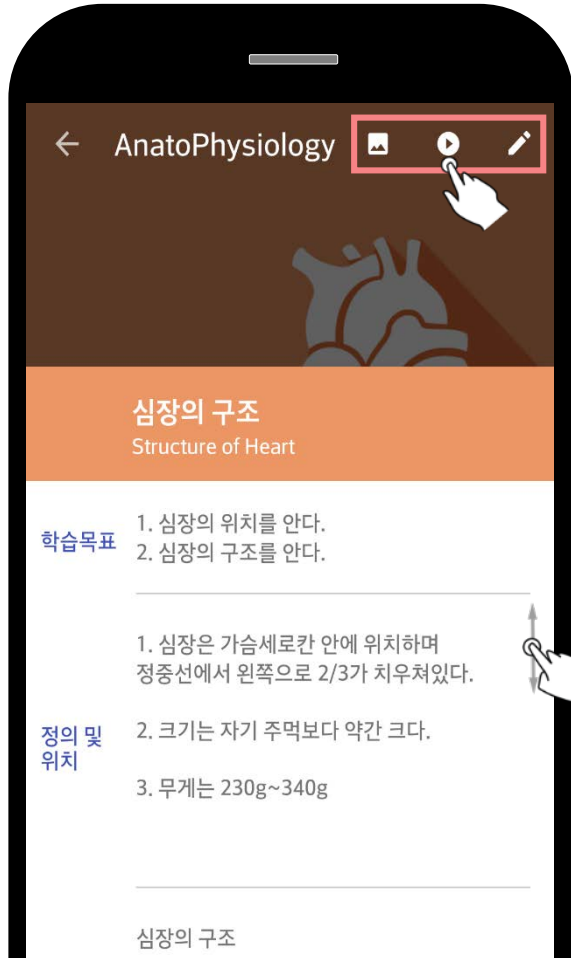 AnatoPhysiology
심장의 구조
Structure of Heart
학습목표
1. 심장의 위치를 안다.
2. 심장의 구조를 안다.
정의 및
위치
1. 심장은 가슴세로칸 안에 위치하며
정중선에서 왼쪽으로 2/3가 치우쳐있다.
2. 크기는 자기 주먹보다 약간 크다.
3. 무게는 230g~340g
심장의 구조